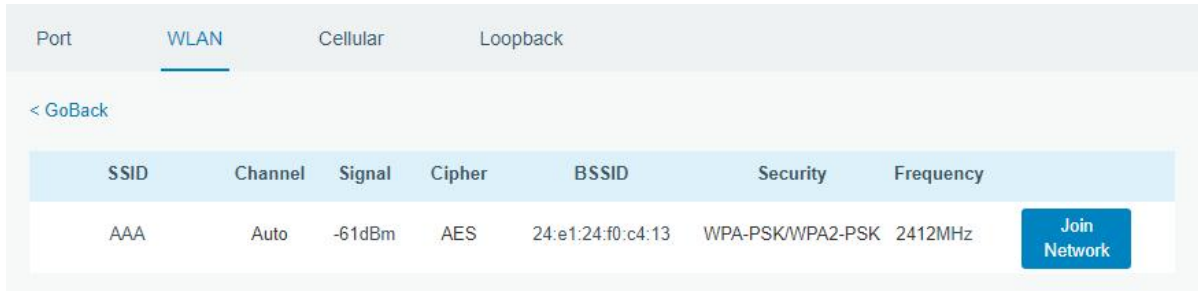 Port WLAN Cellular Loopback
< GoBack
SSID Channel Signal Cipher BSSID Security Frequency
AAA Auto -61dBm AES 24:e1:24:f0:c4:13 WPA-PSK/WPA2-PSK 2412MHz Join
Network